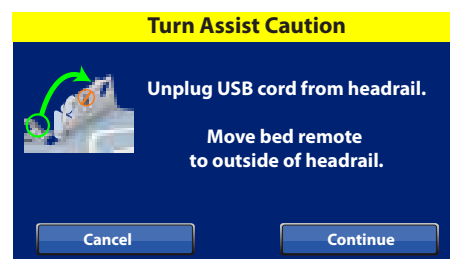 Turn Assist Caution
Unplug USB cord from headrail.
Move bed remote
to outside of headrail.
Cancel
Continue